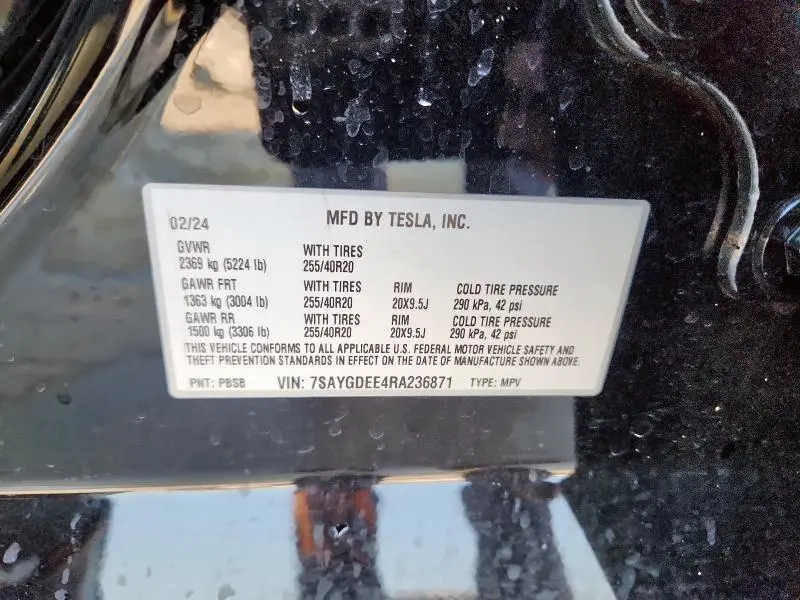 02/24 MFD BY TESLA, INC.
GVWR WITH TIRES
2369 kg (5224 lb) 255/40R20
GAWR FRT WITH TIRES RIM COLD TIRE PRESSURE
1363 kg (3004 lb) 255/40R20 20X9.5J 290 kPa, 42 psi
GAWR RR WITH TIRES RIM COLD TIRE PRESSURE
1500 kg (3306 lb) 255/40R20 20X9.5J 290 kPa, 42 psi
THIS VEHICLE CONFORMS TO ALL APPLICABLE U.S. FEDERAL MOTOR VEHICLE SAFETY AND
THEFT PREVENTION STANDARDS IN EFFECT ON THE DATE OF MANUFACTURE SHOWN ABOVE.
PNT: PBSB VIN: 7SAYGDEE4RA236871 TYPE: MPV